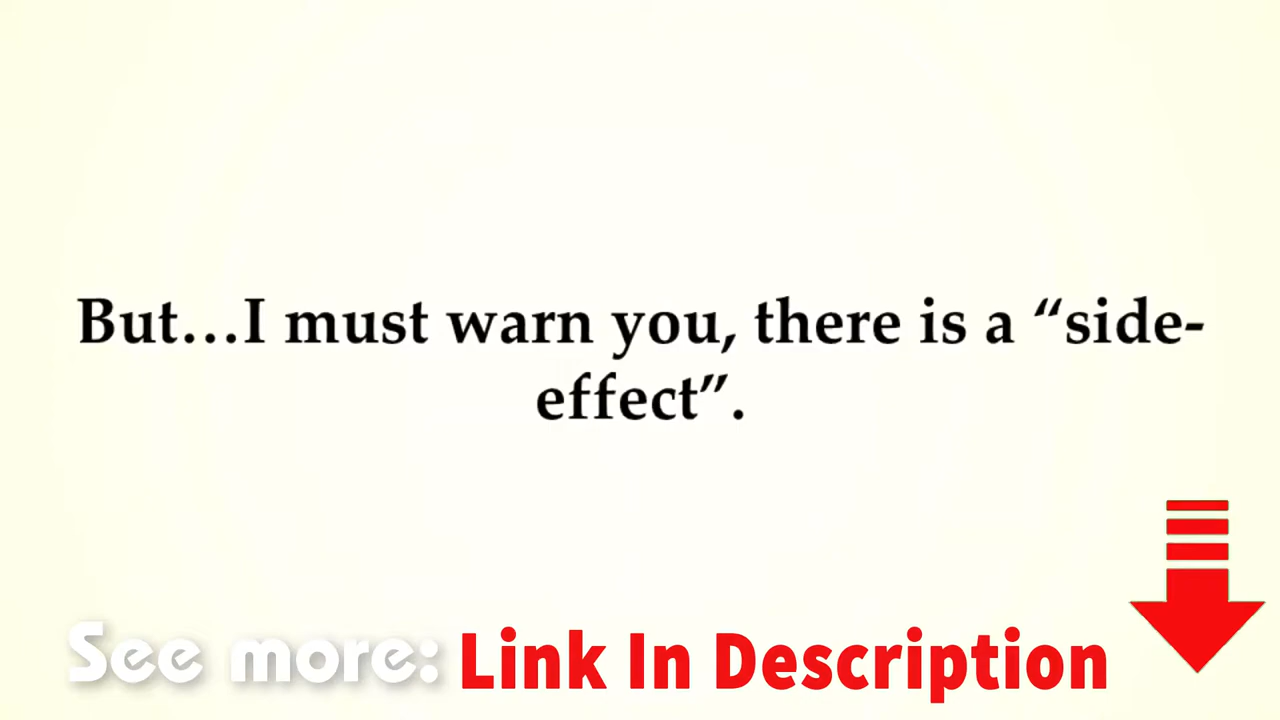 But…I must warn you, there is a “side-
effect”.
See more: Link In Description